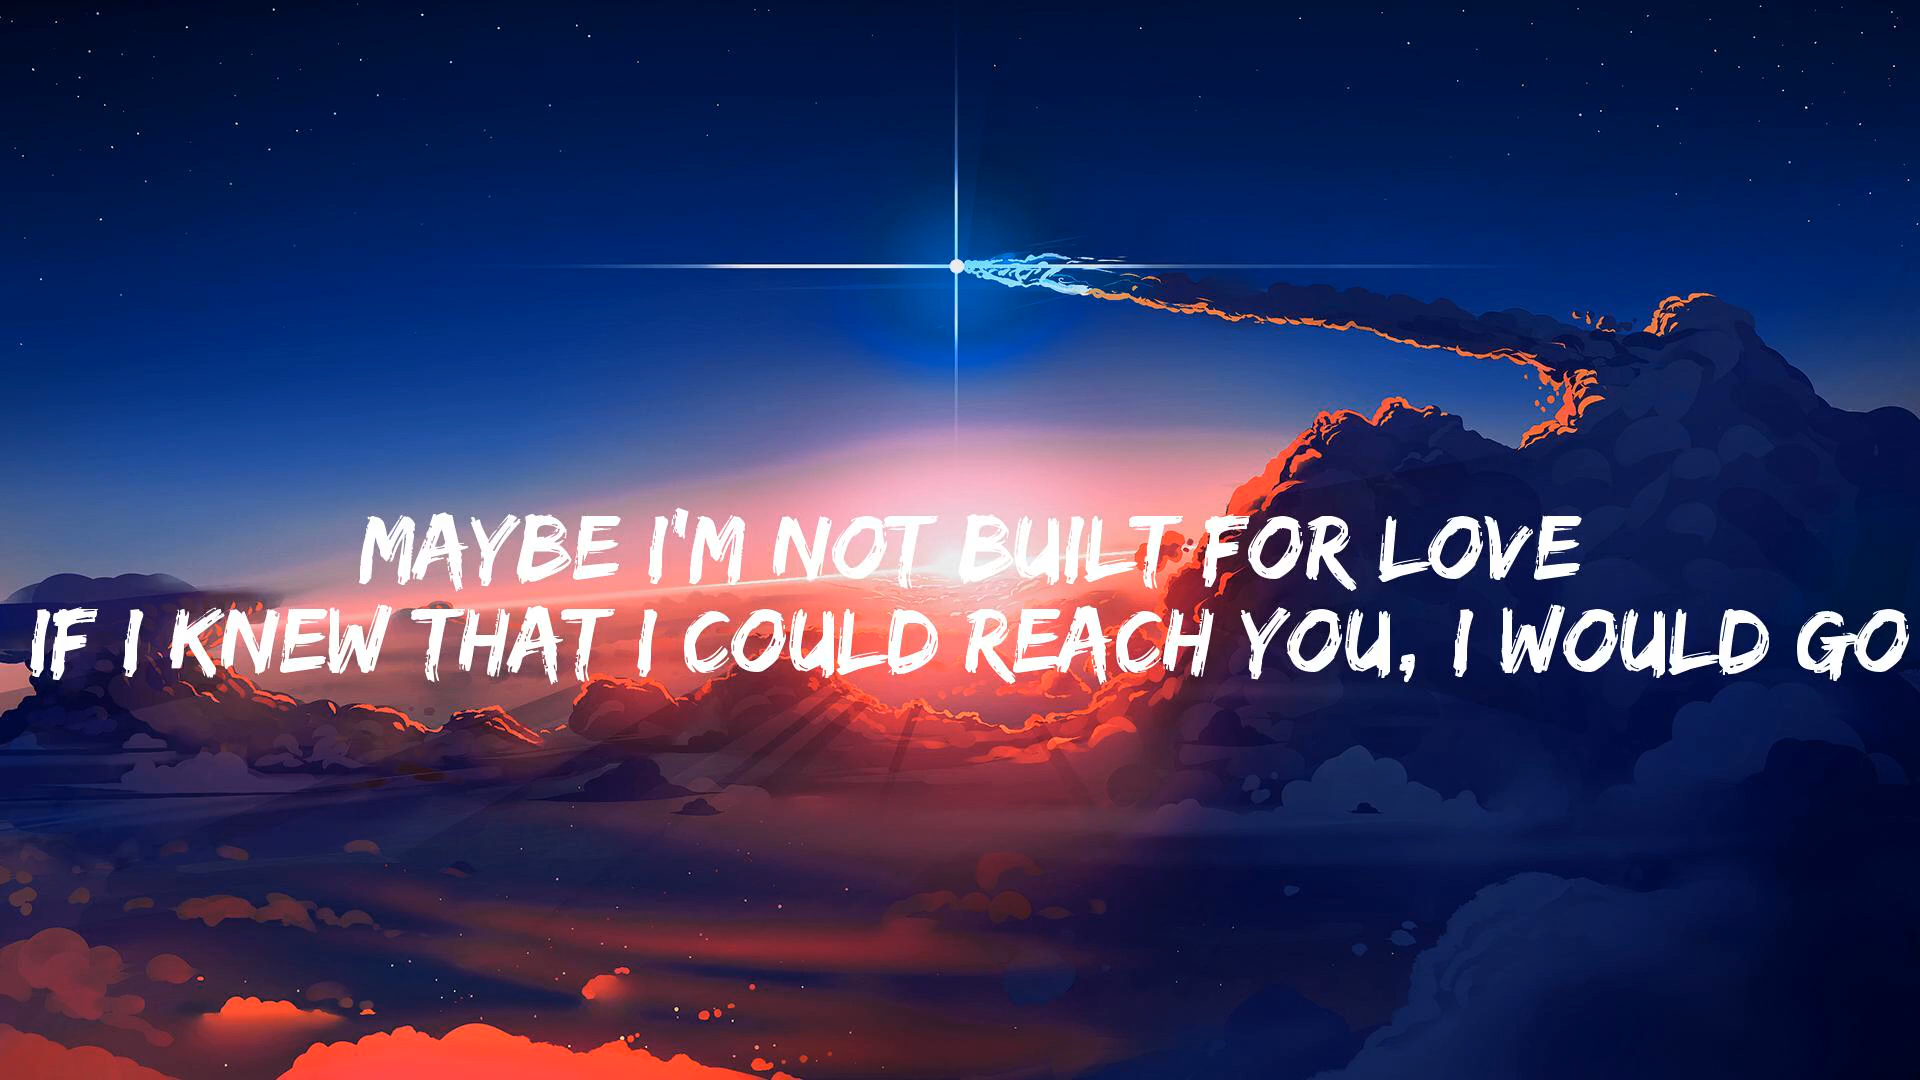 MAYBE I'M NOT BUILT FOR LOVE
IF I KNEW THAT I COULD REACH YOU, I WOULD GO